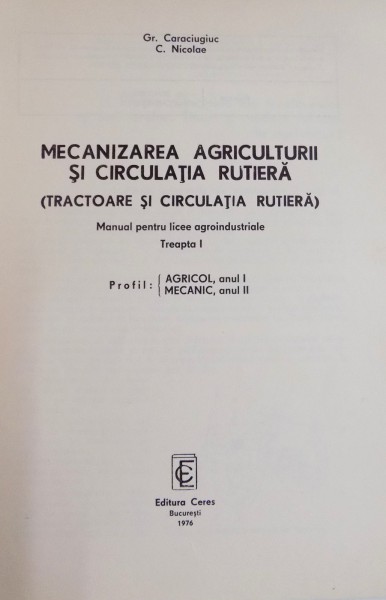 Gr. Caraciugiuc
C. Nicolae
MECANIZAREA AGRICULTURII
ȘI CIRCULAȚIA RUTIERĂ
(TRACTOARE ȘI CIRCULAȚIA RUTIERĂ)
Manual pentru licee agroindustriale
Treapta I
Profil: { AGRICOL, anul I
MECANIC, anul II
EC
Editura Ceres
București
1976